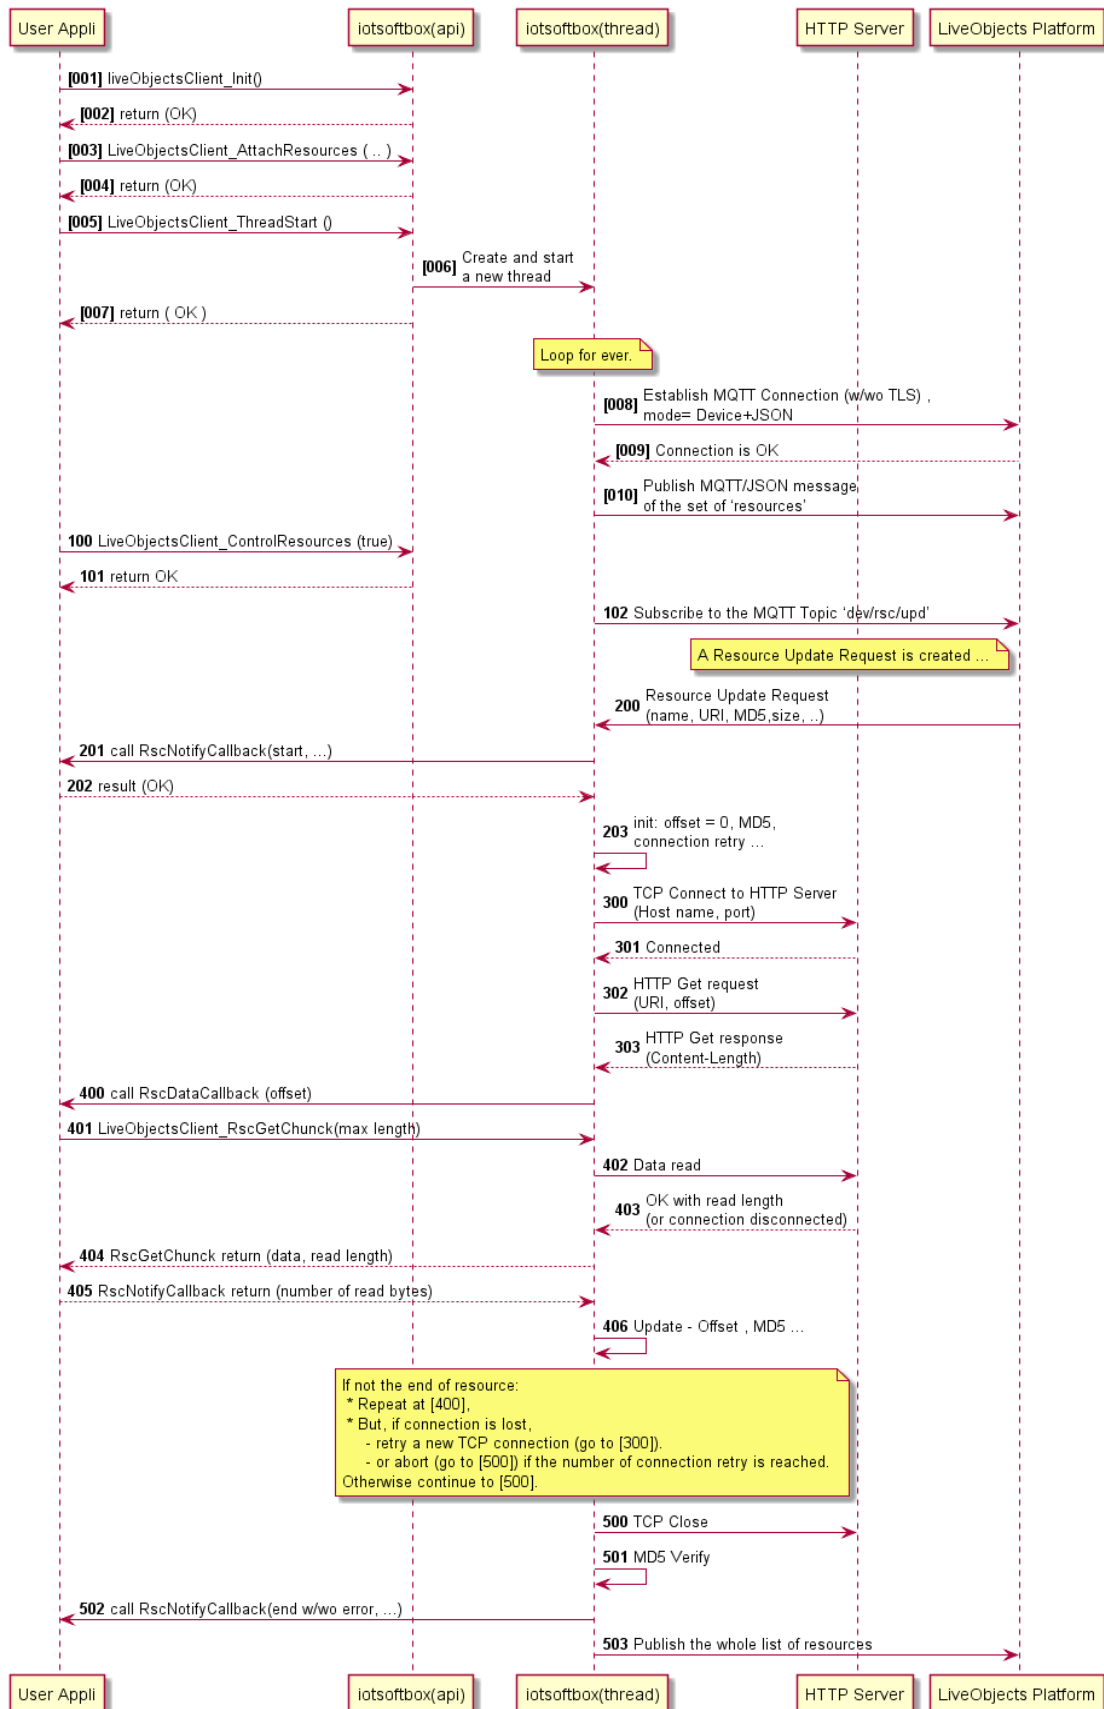 User Appli
iotsoftbox(api)
iotsoftbox(thread)
HTTP Server
LiveObjects Platform
[001] liveObjectsClient_Init()
[002] return (OK)
[003] LiveObjectsClient_AttachResources ( .. )
[004] return (OK)
[005] LiveObjectsClient_ThreadStart ()
[006] Create and start
a new thread
[007] return ( OK )
Loop for ever.
[008] Establish MQTT Connection (w/wo TLS) ,
mode= Device+JSON
[009] Connection is OK
[010] Publish MQTT/JSON message
of the set of ‘resources’
100 LiveObjectsClient_ControlResources (true)
101 return OK
102 Subscribe to the MQTT Topic ‘dev/rsc/upd’
A Resource Update Request is created ...
200 Resource Update Request
(name, URI, MD5,size, ..)
201 call RscNotifyCallback(start, ...)
202 result (OK)
203 init: offset = 0, MD5,
connection retry ...
300 TCP Connect to HTTP Server
(Host name, port)
301 Connected
302 HTTP Get request
(URI, offset)
303 HTTP Get response
(Content-Length)
400 call RscDataCallback (offset)
401 LiveObjectsClient_RscGetChunck(max length)
402 Data read
403 OK with read length
(or connection disconnected)
404 RscGetChunck return (data, read length)
405 RscNotifyCallback return (number of read bytes)
406 Update - Offset , MD5 ...
If not the end of resource:
* Repeat at [400],
* But, if connection is lost,
- retry a new TCP connection (go to [300]).
- or abort (go to [500]) if the number of connection retry is reached.
Otherwise continue to [500].
500 TCP Close
501 MD5 Verify
502 call RscNotifyCallback(end w/wo error, ...)
503 Publish the whole list of resources
User Appli
iotsoftbox(api)
iotsoftbox(thread)
HTTP Server
LiveObjects Platform